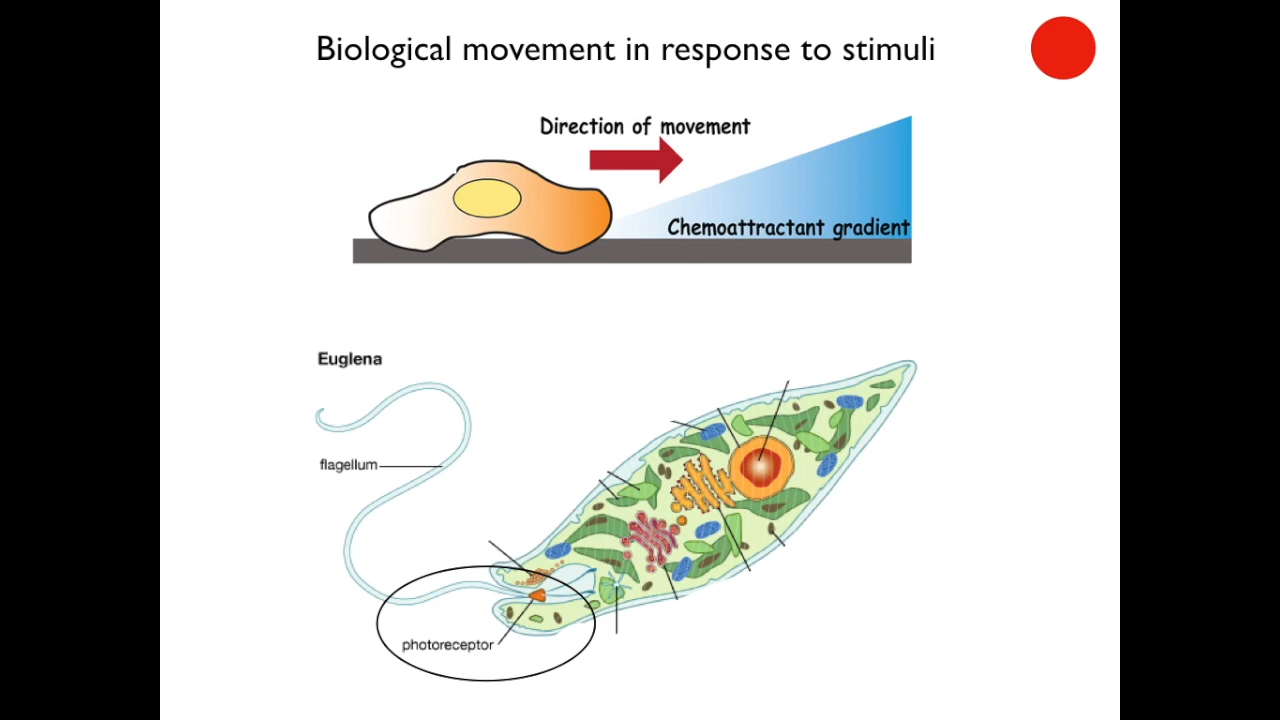 Biological movement in response to stimuli
Direction of movement
Chemoattractant gradient
Euglena
flagellum
photoreceptor